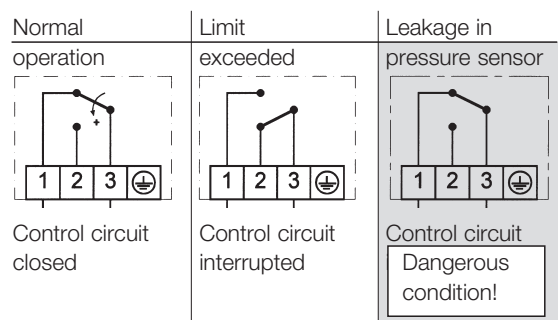 Normal
operation
+
1 2 3
Control circuit
closed
Limit
exceeded
1 2 3
Control circuit
interrupted
Leakage in
pressure sensor
1 2 3
Control circuit
Dangerous
condition!